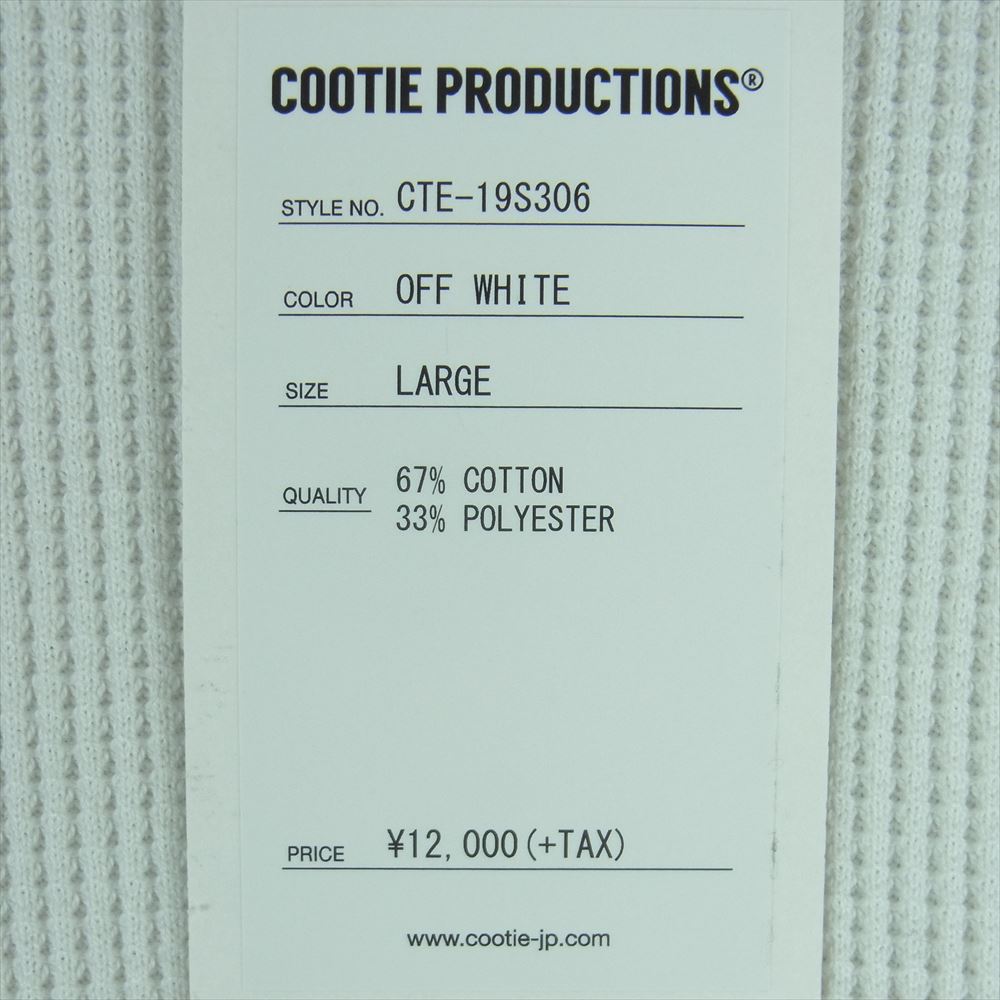 COOTIE PRODUCTIONS®
STYLE NO. CTE-19S306
COLOR OFF WHITE
SIZE LARGE
QUALITY 67% COTTON
33% POLYESTER
PRICE ¥12,000(+TAX)
www.cootie-jp.com